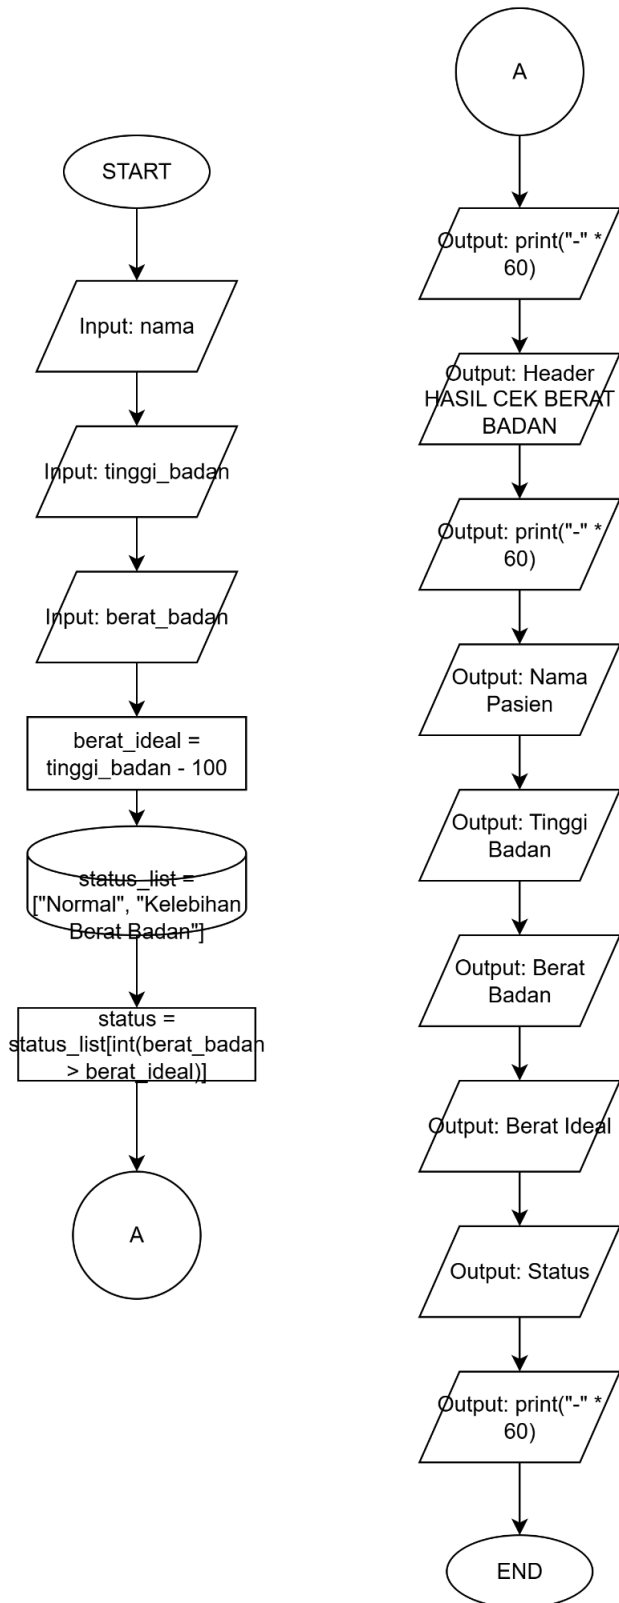 START
Input: nama
Input: tinggi_badan
Input: berat_badan
berat_ideal =
tinggi_badan - 100
status_list =
["Normal", "Kelebihan
Berat Badan"]
status =
status_list[int(berat_badan
> berat_ideal)]
A
A
Output: print("-" *
60)
Output: Header
HASIL CEK BERAT
BADAN
Output: print("-" *
60)
Output: Nama
Pasien
Output: Tinggi
Badan
Output: Berat
Badan
Output: Berat Ideal
Output: Status
Output: print("-" *
60)
END